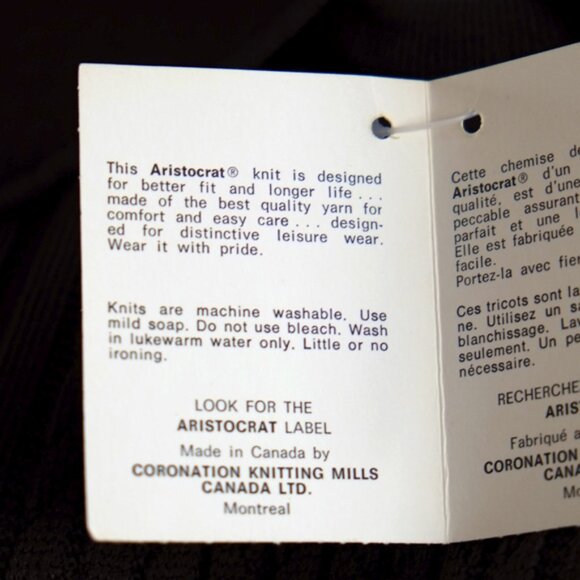 This Aristocrat® knit is designed
for better fit and longer life . . .
made of the best quality yarn for
comfort and easy care . . . design-
ed for distinctive leisure wear.
Wear it with pride.
Knits are machine washable. Use
mild soap. Do not use bleach. Wash
in lukewarm water only. Little or no
ironing.
LOOK FOR THE
ARISTOCRAT LABEL
Made in Canada by
CORONATION KNITTING MILLS
CANADA LTD.
Montreal
Cette chemise de
Aristocrat® d'un
qualité, est d'une
peccable assurant
parfait et une
Elle est fabriquée
facile.
Portez-la avec
Ces tricots sont
ne. Utilisez un
blanchissage.
seulement. Un
nécessaire.
Fabriqué
CORONATION